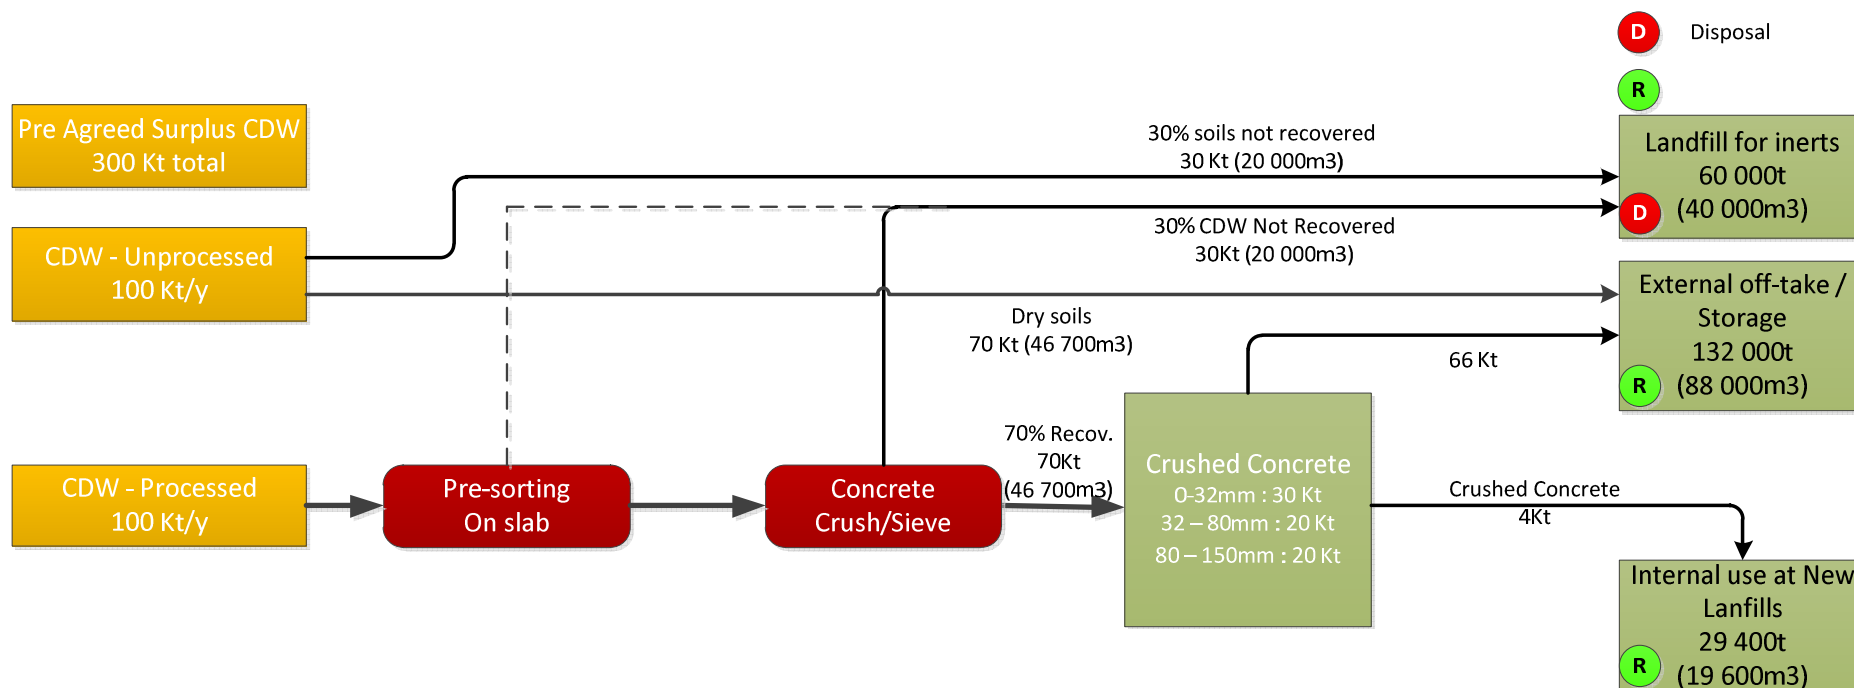 D
Disposal
R
Pre Agreed Surplus CDW
300 Kt total
30% soils not recovered
30 Kt (20 000m3)
Landfill for inerts
60 000t
(40 000m3)
D
CDW - Unprocessed
100 Kt/y
30% CDW Not Recovered
30Kt (20 000m3)
Dry soils
70 Kt (46 700m3)
External off-take /
Storage
132 000t
(88 000m3)
R
66 Kt
CDW - Processed
100 Kt/y
Pre-sorting
On slab
Concrete
Crush/Sieve
70% Recov.
70Kt
(46 700m3)
Crushed Concrete
0-32mm : 30 Kt
32 – 80mm : 20 Kt
80 – 150mm : 20 Kt
Crushed Concrete
4Kt
Internal use at New
Lanfills
29 400t
(19 600m3)
R